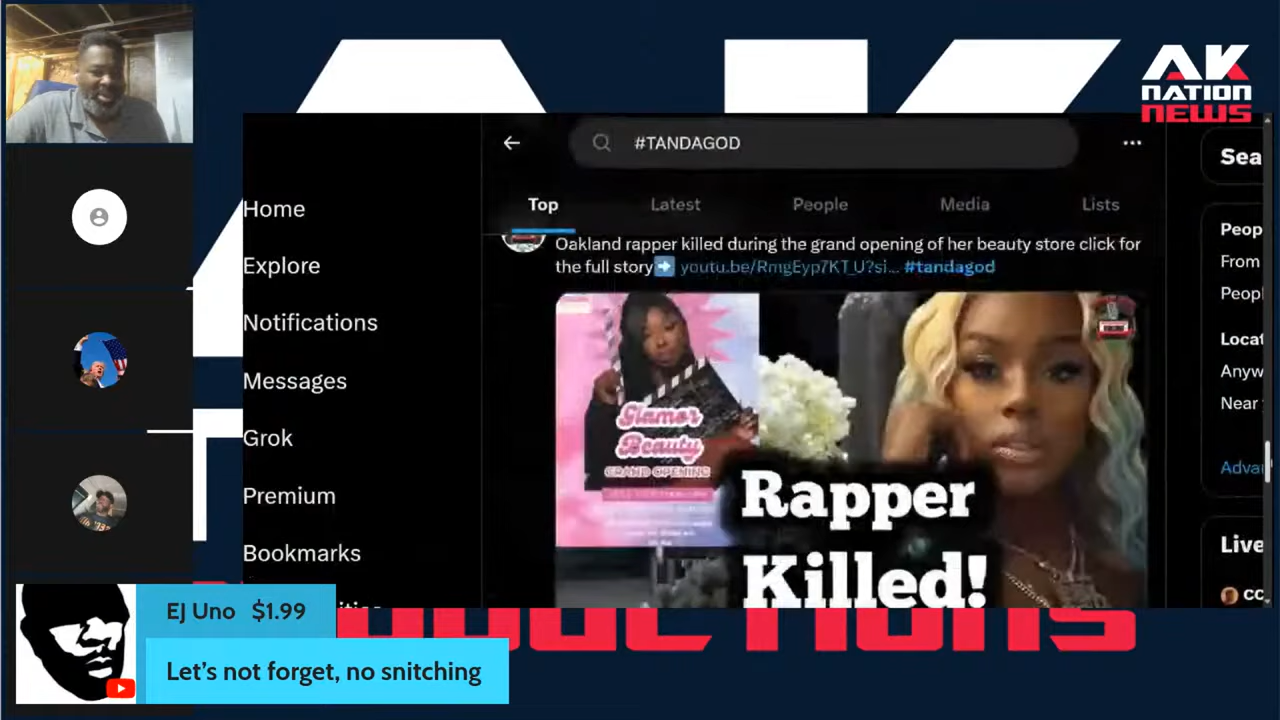 AK
NATION
NEWS
#TANDAGOD
Sea
Home
Explore
Notifications
Messages
Grok
Premium
Bookmarks
Top
Latest
People
Media
Lists
Oakland rapper killed during the grand opening of her beauty store click for
the full story➡ youtu.be/RmgEyp7KT_U?si... #tandagod
Glamor
Beauty
GRAND OPENING
Rapper
Killed!
Peop
From
Peopl
Locat
Anyw
Near
Advar
Live
CC
EJ Uno $1.99
Let's not forget, no snitching